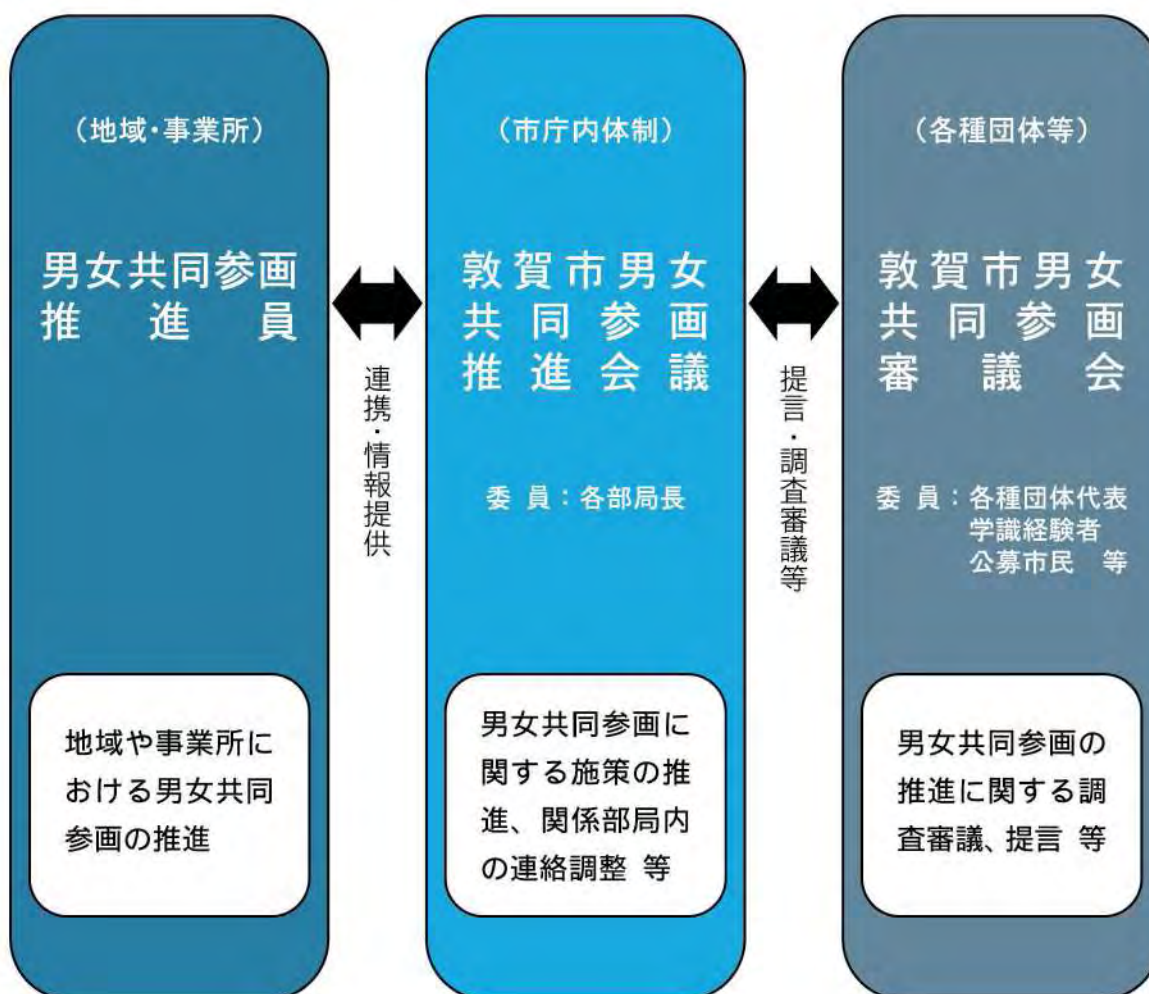 （地域・事業所）
男女共同参画
推進員
地域や事業所に
おける男女共同
参画の推進
連携・情報提供
（市庁内体制）
敦賀市男女
共同参画
推進会議
委員：各部局長
男女共同参画に
関する施策の推
進、関係部局内
の連絡調整 等
提言・調査審議等
（各種団体等）
敦賀市男女
共同参画
審議会
委員：各種団体代表
学識経験者
公募市民 等
男女共同参画の
推進に関する調
査審議、提言 等